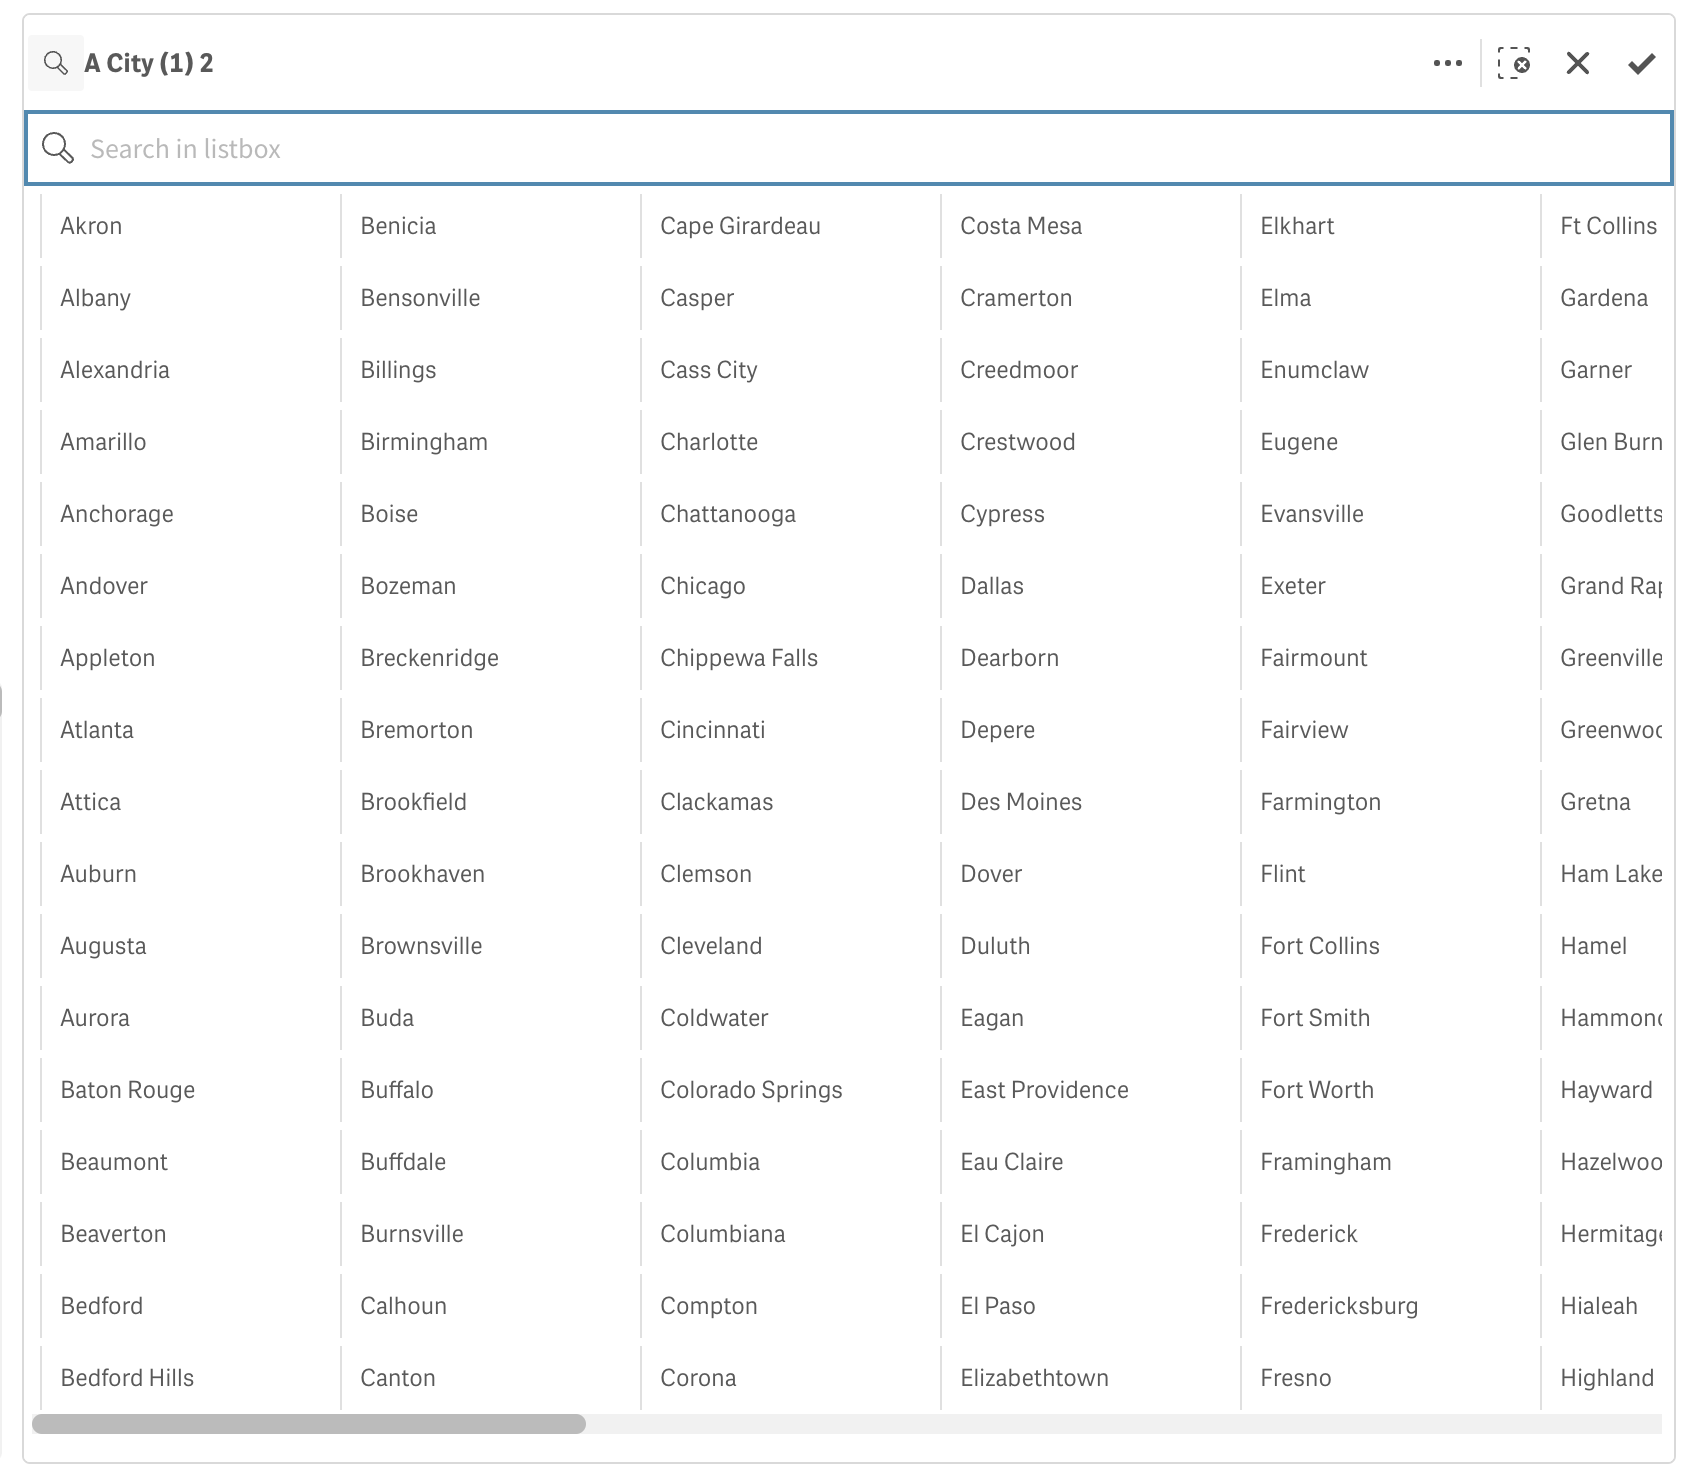 A City (1) 2
Search in listbox
Akron
Albany
Alexandria
Amarillo
Anchorage
Andover
Appleton
Atlanta
Attica
Auburn
Augusta
Aurora
Baton Rouge
Beaumont
Beaverton
Bedford
Bedford Hills
Benicia
Bensonville
Billings
Birmingham
Boise
Bozeman
Breckenridge
Bremorton
Brookfield
Brookhaven
Brownsville
Buda
Buffalo
Buffdale
Burnsville
Calhoun
Canton
Cape Girardeau
Casper
Cass City
Charlotte
Chattanooga
Chicago
Chippewa Falls
Cincinnati
Clackamas
Clemson
Cleveland
Coldwater
Colorado Springs
Columbia
Columbiana
Compton
Corona
Costa Mesa
Cramerton
Creedmoor
Crestwood
Cypress
Dallas
Dearborn
Depere
Des Moines
Dover
Duluth
Eagan
East Providence
Eau Claire
El Cajon
El Paso
Elizabethtown
Elkhart
Elma
Enumclaw
Eugene
Evansville
Exeter
Fairmount
Fairview
Farmington
Flint
Fort Collins
Fort Smith
Fort Worth
Framingham
Frederick
Fredericksburg
Fresno
Ft Collins
Gardena
Garner
Glen Burn
Goodletts
Grand Rap
Greenville
Greenwo
Gretna
Ham Lake
Hamel
Hammon
Hayward
Hazelwoo
Hermitage
Hialeah
Highland